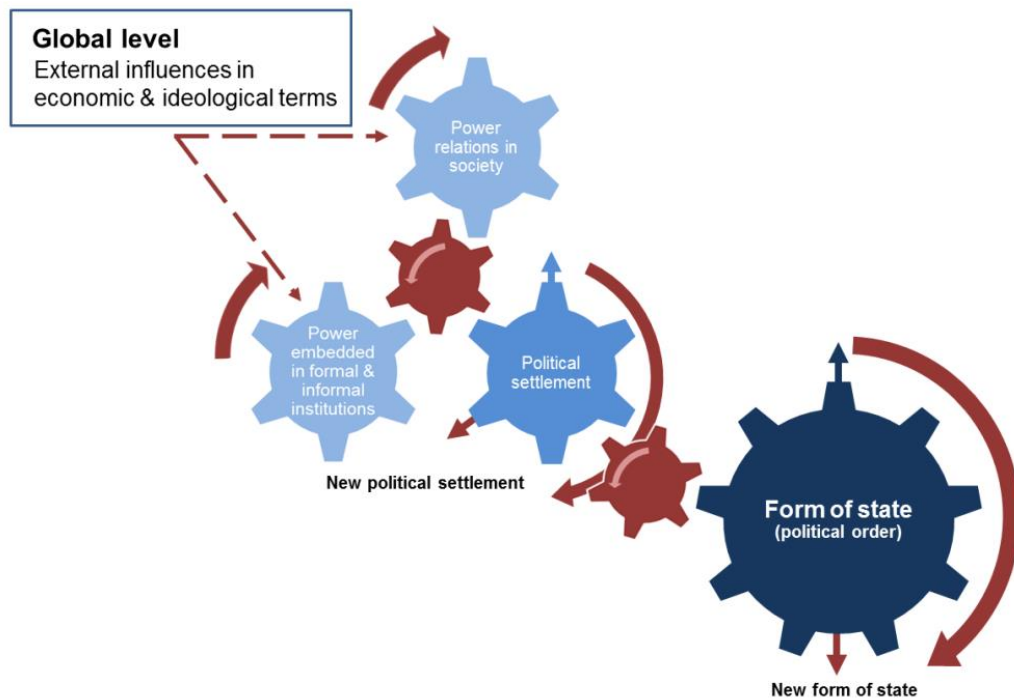 Global level
External influences in
economic & ideological terms
Power
relations in
society
Power
embedded
in formal &
informal
institutions
Political
settlement
New political settlement
Form of state
(political order)
New form of state